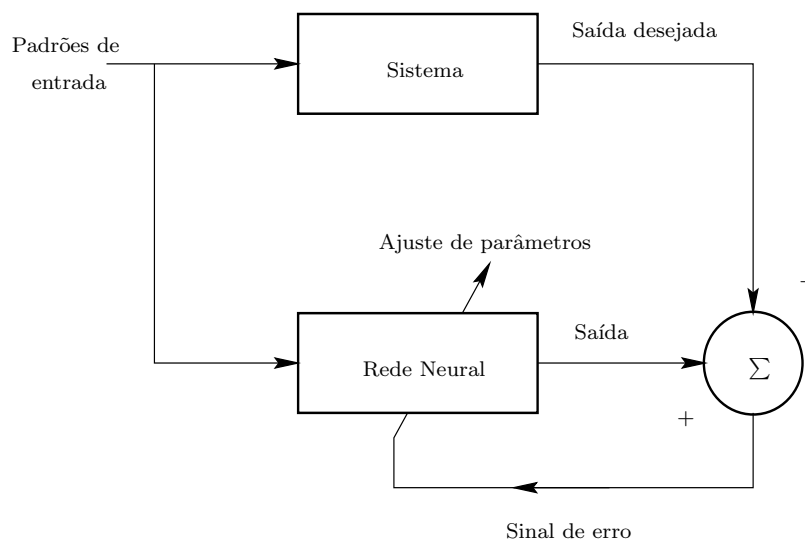 Padrões de
entrada
Sistema
Saída desejada
Ajuste de parâmetros
Rede Neural
Saída
Σ
+
Sinal de erro